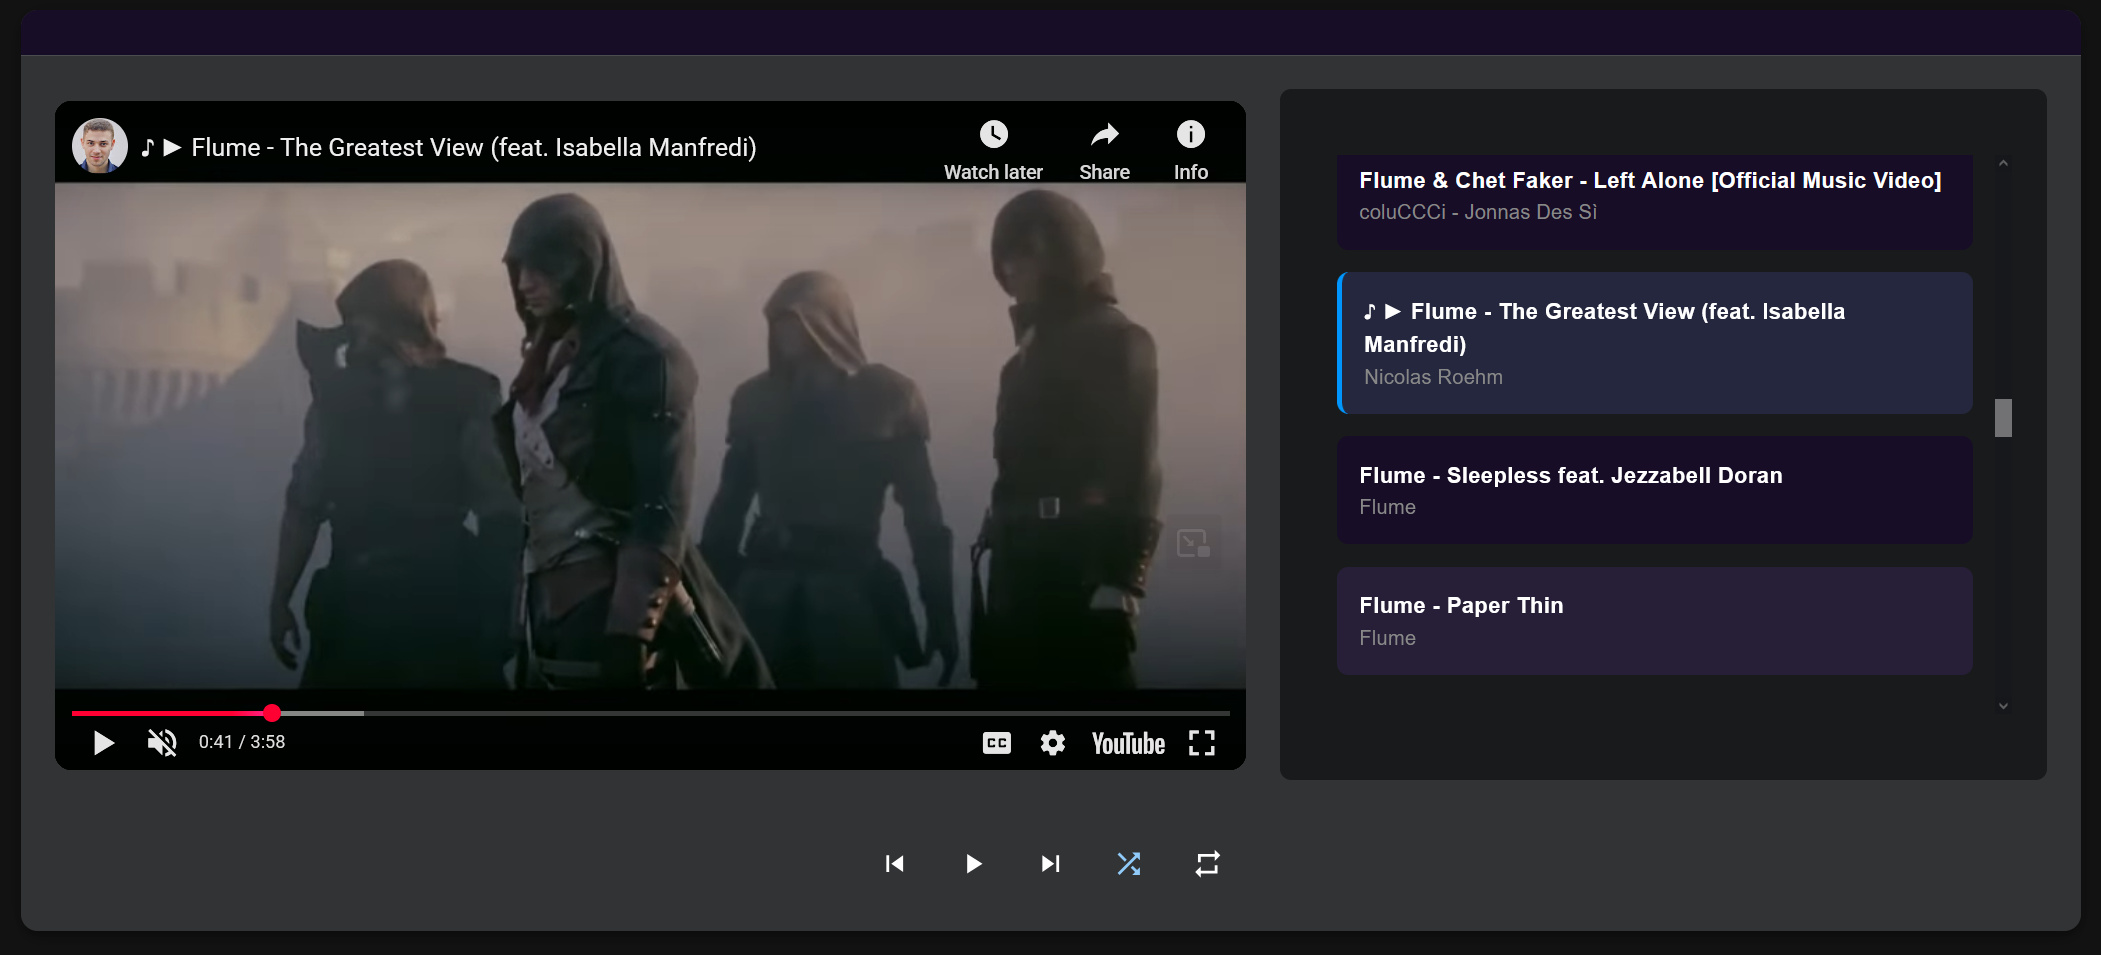 ♪ ► Flume - The Greatest View (feat. Isabella Manfredi)
Watch later
Share
Info
0:41 / 3:58
CC
YouTube
Flume & Chet Faker - Left Alone [Official Music Video]
coluCCCi - Jonnas Des Sì
♪ ► Flume - The Greatest View (feat. Isabella
Manfredi)
Nicolas Roehm
Flume - Sleepless feat. Jezzabell Doran
Flume
Flume - Paper Thin
Flume